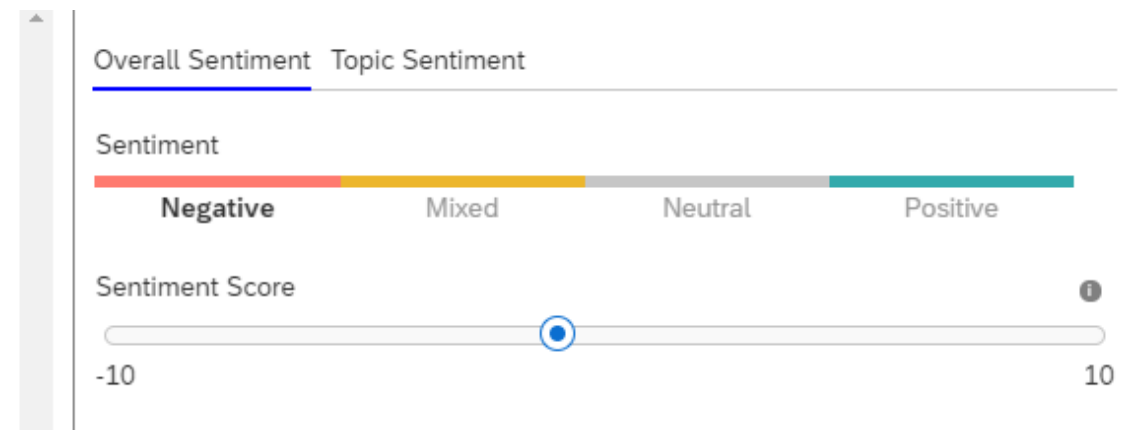 Overall Sentiment Topic Sentiment
Sentiment
Negative Mixed Neutral Positive
Sentiment Score
-10 10